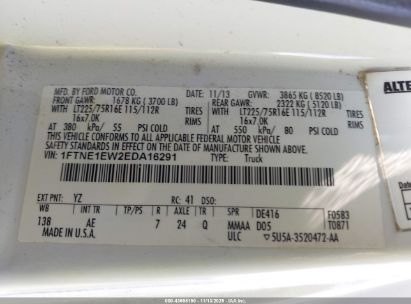 MFD. BY FORD MOTOR CO.
DATE: 11/13 GVWR: 3865 KG ( 8520 LB)
FRONT GAWR: 1678 KG ( 3700 LB) REAR GAWR: 2322 KG ( 5120 LB)
WITH LT225/75R16E 115/112R TIRES WITH LT225/75R16E 115/112R TIRES
16x7.0K RIMS 16x7.0K RIMS
AT 380 kPa/ 55 PSI COLD AT 550 kPa/ 80 PSI COLD
THIS VEHICLE CONFORMS TO ALL APPLICABLE FEDERAL MOTOR VEHICLE
SAFETY STANDARDS IN EFFECT ON THE DATE OF MANUFACTURE SHOWN ABOVE.
VIN: 1FTNE1EW2EDA16291
TYPE: Truck
EXT PNT: YZ RC: 41 DSO:
WB INT TR TP/PS R AXLE TR SPR DE416 F0583
138 AE 7 24 Q MMAA D05 T0871
MADE IN U.S.A. ULC 5U5A-3520472-AA
ALTE